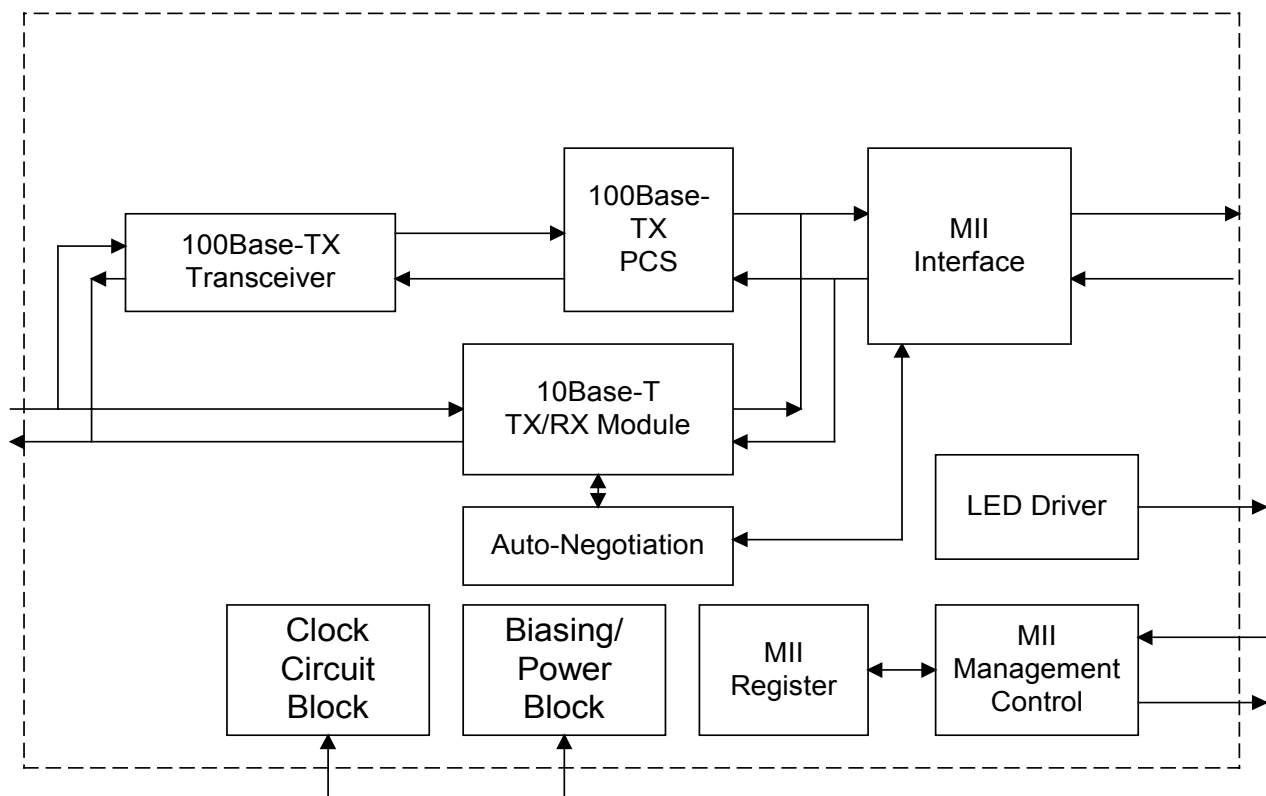 100Base-TX
Transceiver
100Base-
TX
PCS
MII
Interface
10Base-T
TX/RX Module
LED Driver
Auto-Negotiation
Clock
Circuit
Block
Biasing/
Power
Block
MII
Register
MII
Management
Control